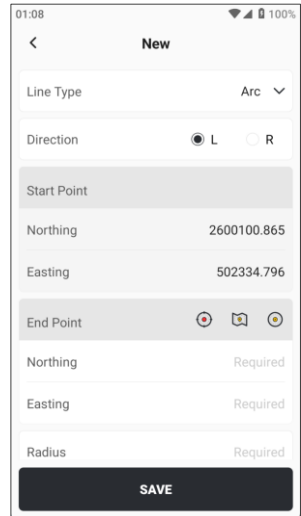 01:08 100%
New
Line Type Arc
Direction L R
Start Point
Northing 2600100.865
Easting 502334.796
End Point
Northing Required
Easting Required
Radius Required
SAVE